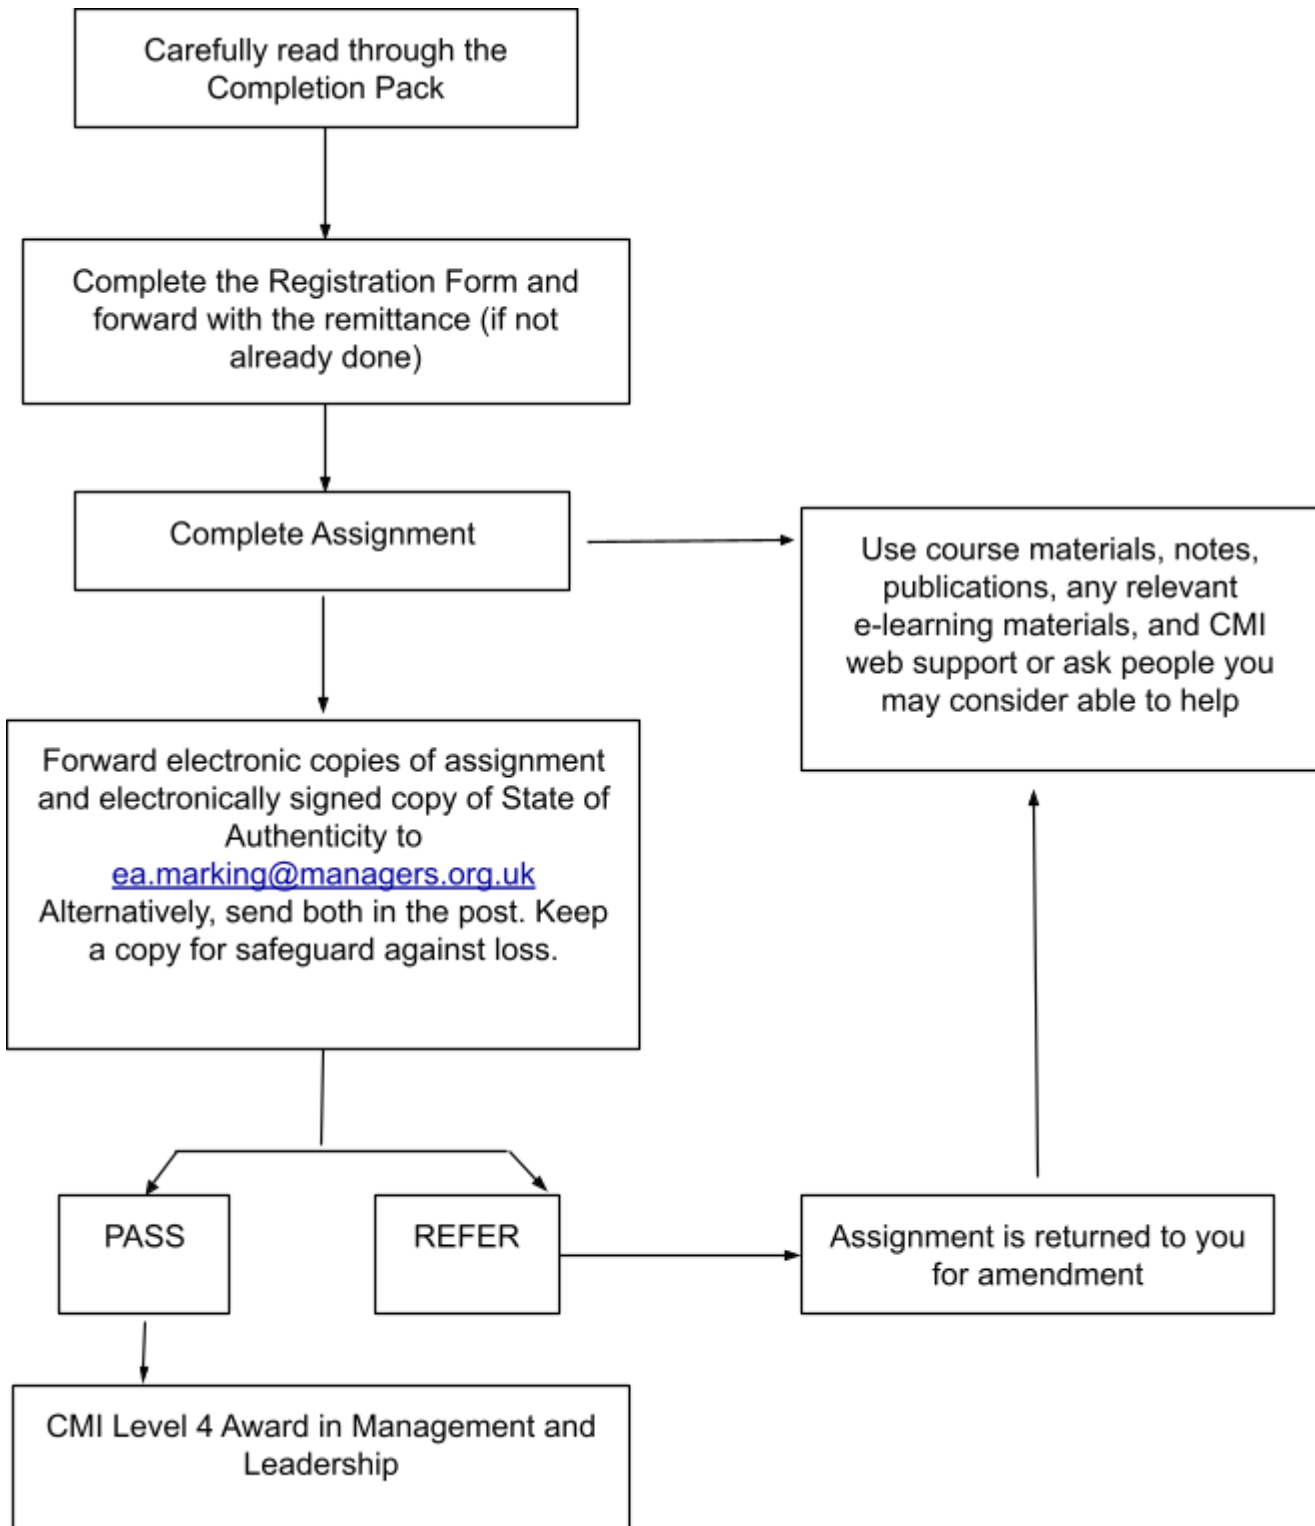 Carefully read through the
Completion Pack
Complete the Registration Form and
forward with the remittance (if not
already done)
Complete Assignment
Use course materials, notes,
publications, any relevant
e-learning materials, and CMI
web support or ask people you
may consider able to help
Forward electronic copies of assignment
and electronically signed copy of State of
Authenticity to
ea.marking@managers.org.uk
Alternatively, send both in the post. Keep
a copy for safeguard against loss.
PASS
REFER
Assignment is returned to you
for amendment
CMI Level 4 Award in Management and
Leadership